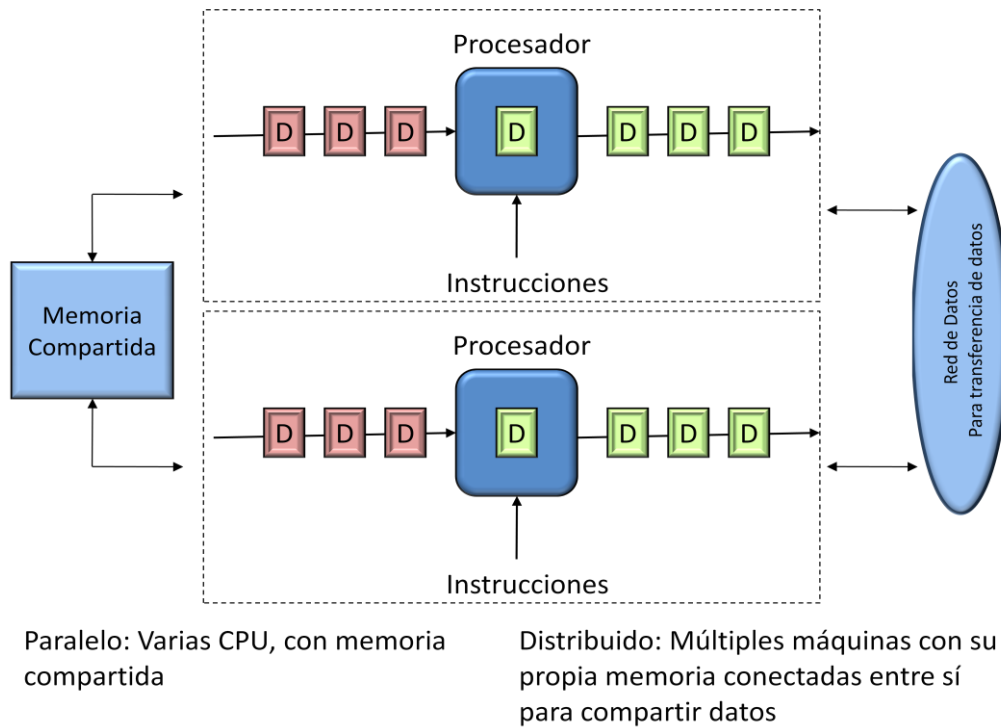 Procesador
D D D D D D D
Instrucciones
Memoria
Compartida
Procesador
D D D D D D D
Instrucciones
Red de Datos
Para transferencia de datos
Paralelo: Varias CPU, con memoria
compartida
Distribuido: Múltiples máquinas con su
propia memoria conectadas entre sí
para compartir datos